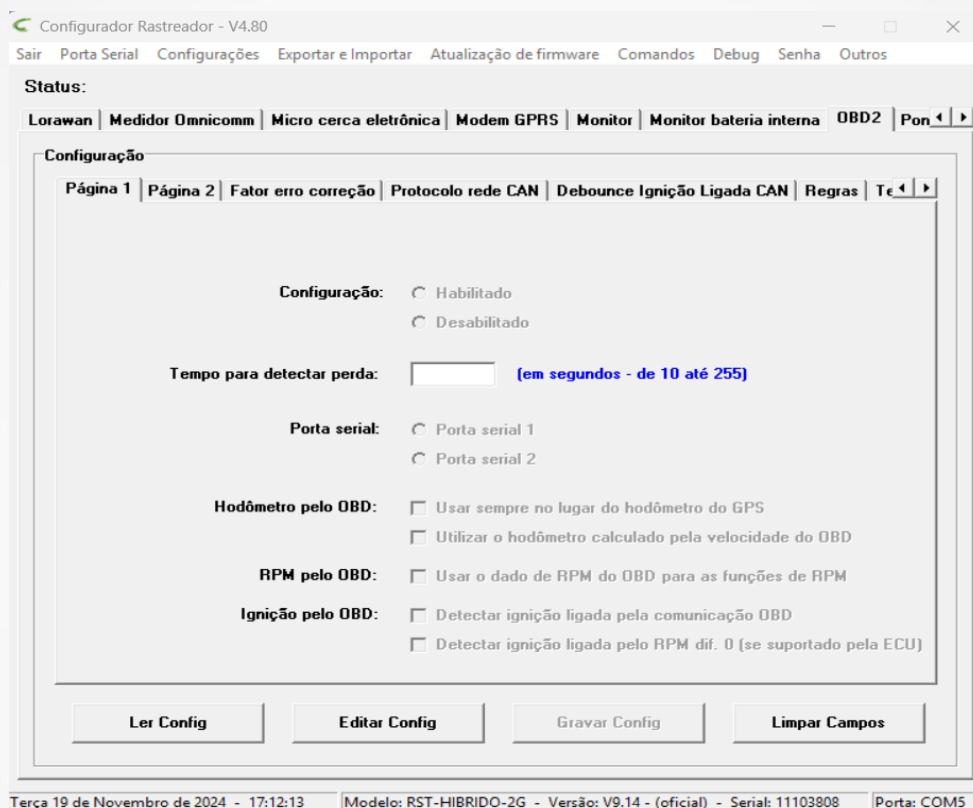 Configurador Rastreador - V4.80
Sair Porta Serial Configurações Exportar e Importar Atualização de firmware Comandos Debug Senha Outros
Status:
Lorawan Medidor Omnicomm Micro cerca eletrônica Modem GPRS Monitor Monitor bateria interna OBD2 Pon
Configuração
Página 1 Página 2 Fator erro correção Protocolo rede CAN Debounce Ignição Ligada CAN Regras Te
Configuração: Habilitado
Desabilitado
Tempo para detectar perda: (em segundos - de 10 até 255)
Porta serial: Porta serial 1
Porta serial 2
Hodômetro pelo OBD: Usar sempre no lugar do hodômetro do GPS
Utilizar o hodômetro calculado pela velocidade do OBD
RPM pelo OBD: Usar o dado de RPM do OBD para as funções de RPM
Ignição pelo OBD: Detectar ignição ligada pela comunicação OBD
Detectar ignição ligada pelo RPM dif. 0 (se suportado pela ECU)
Ler Config Editar Config Gravar Config Limpar Campos
Terça 19 de Novembro de 2024 - 17:12:13 Modelo: RST-HIBRIDO-2G - Versão: V9.14 - (oficial) - Serial: 11103808 Porta: COM5